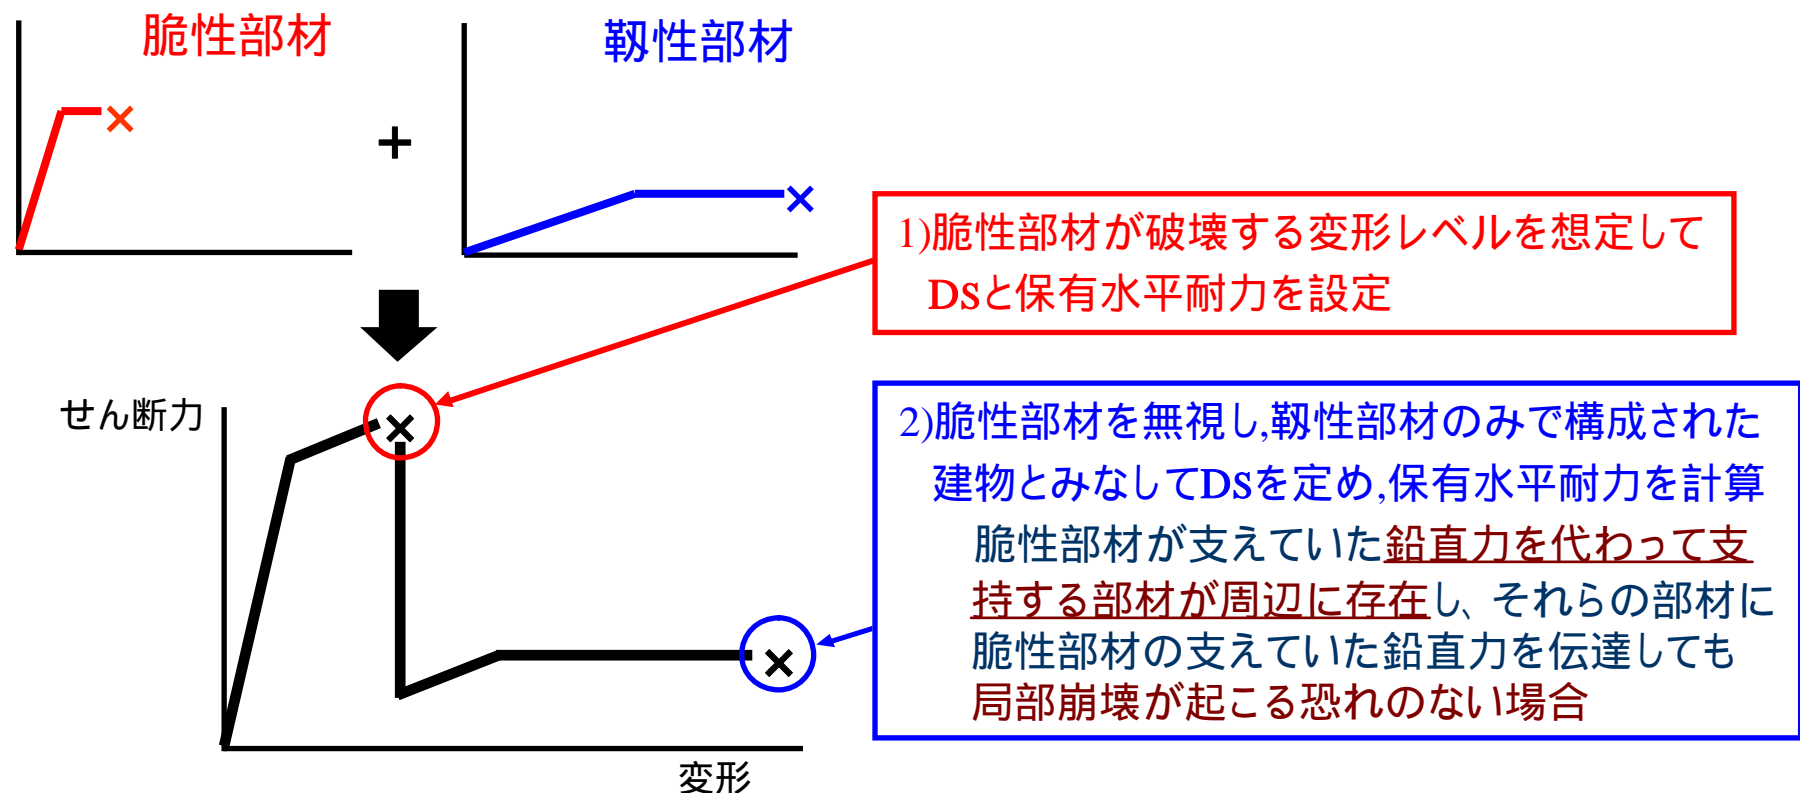 脆性部材
靱性部材
+
1)脆性部材が破壊する変形レベルを想定して
DSと保有水平耐力を設定
せん断力
2)脆性部材を無視し,靱性部材のみで構成された
建物とみなしてDSを定め,保有水平耐力を計算
脆性部材が支えていた鉛直力を代わって支
持する部材が周辺に存在し、それらの部材に
脆性部材の支えていた鉛直力を伝達しても
局部崩壊が起こる恐れのない場合
変形